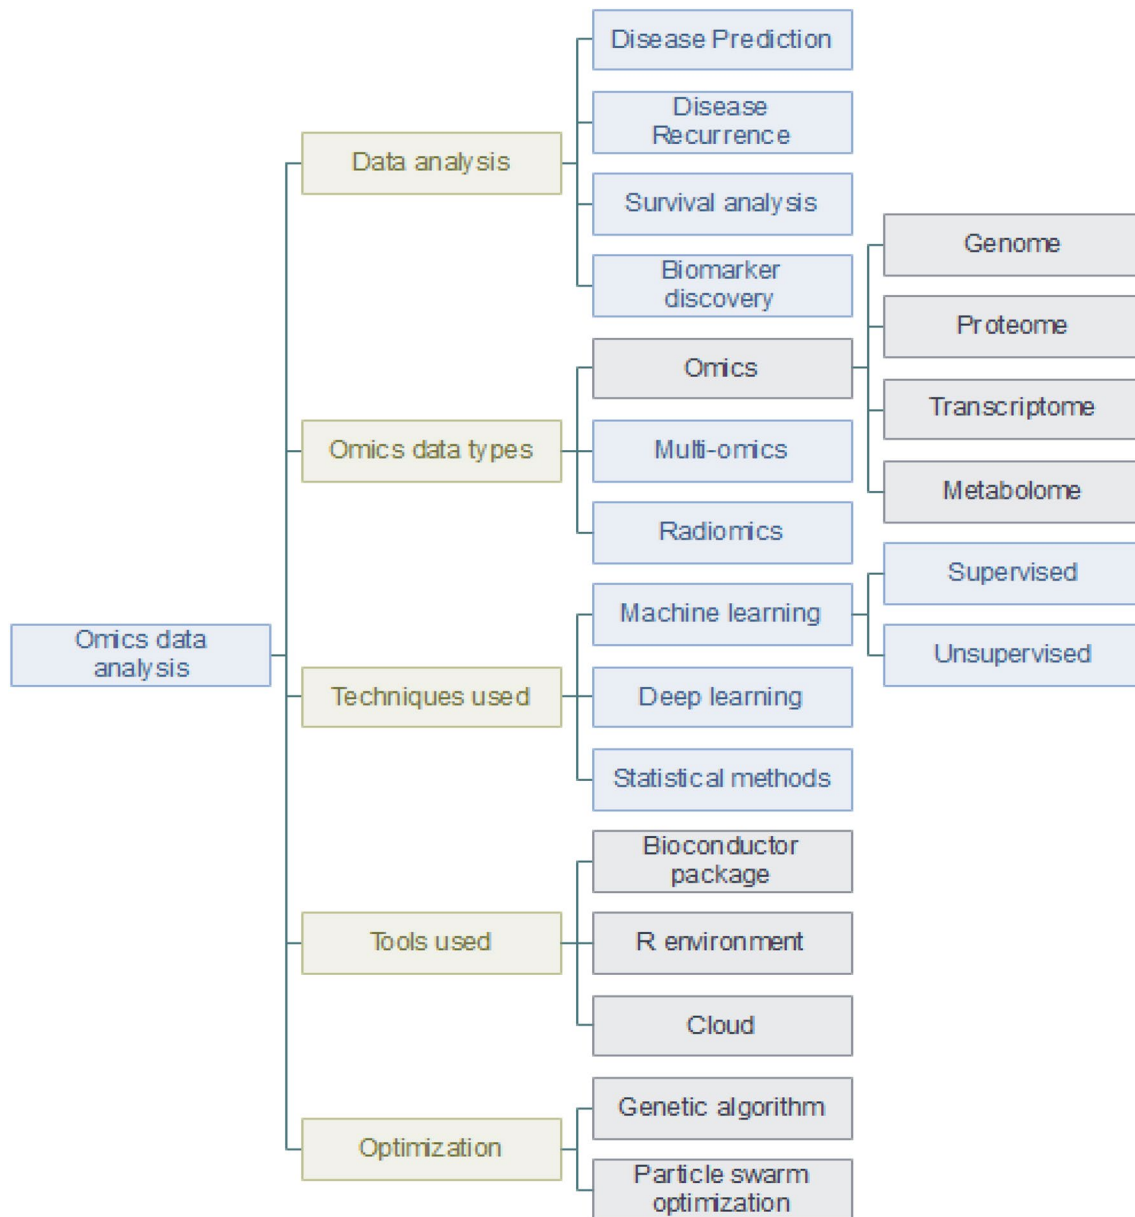 Disease Prediction
Disease
Recurrence
Data analysis
Survival analysis
Genome
Biomarker
discovery
Proteome
Omics
Transcriptome
Omics data types
Multi-omics
Metabolome
Radiomics
Supervised
Machine learning
Omics data
analysis
Unsupervised
Techniques used
Deep learning
Statistical methods
Bioconductor
package
Tools used
R environment
Cloud
Genetic algorithm
Optimization
Particle swarm
optimization